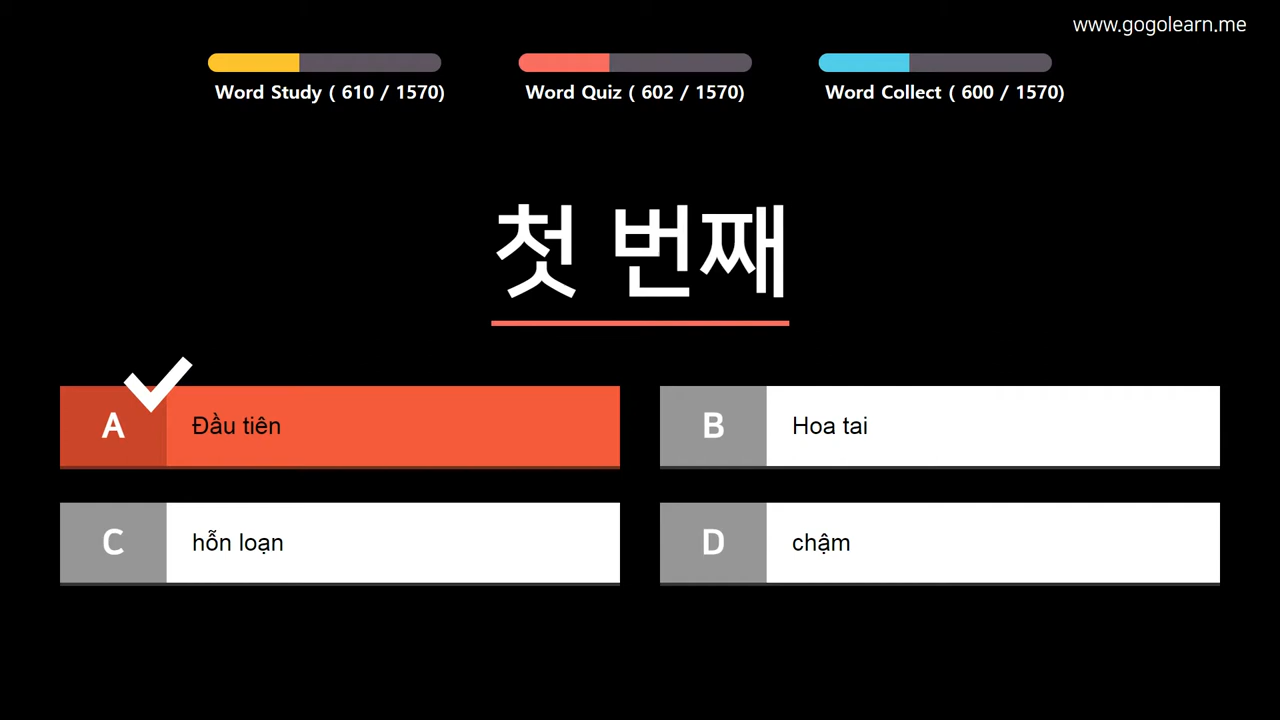 www.gogolearn.me
Word Study ( 610 / 1570)
Word Quiz ( 602 / 1570)
Word Collect ( 600 / 1570)
첫 번째
A Đầu tiên
B Hoa tai
C hỗn loạn
D chậm